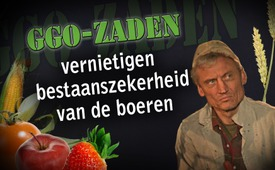 GGO-ZADEN
vernietigen
bestaanszekerheid
van de boeren